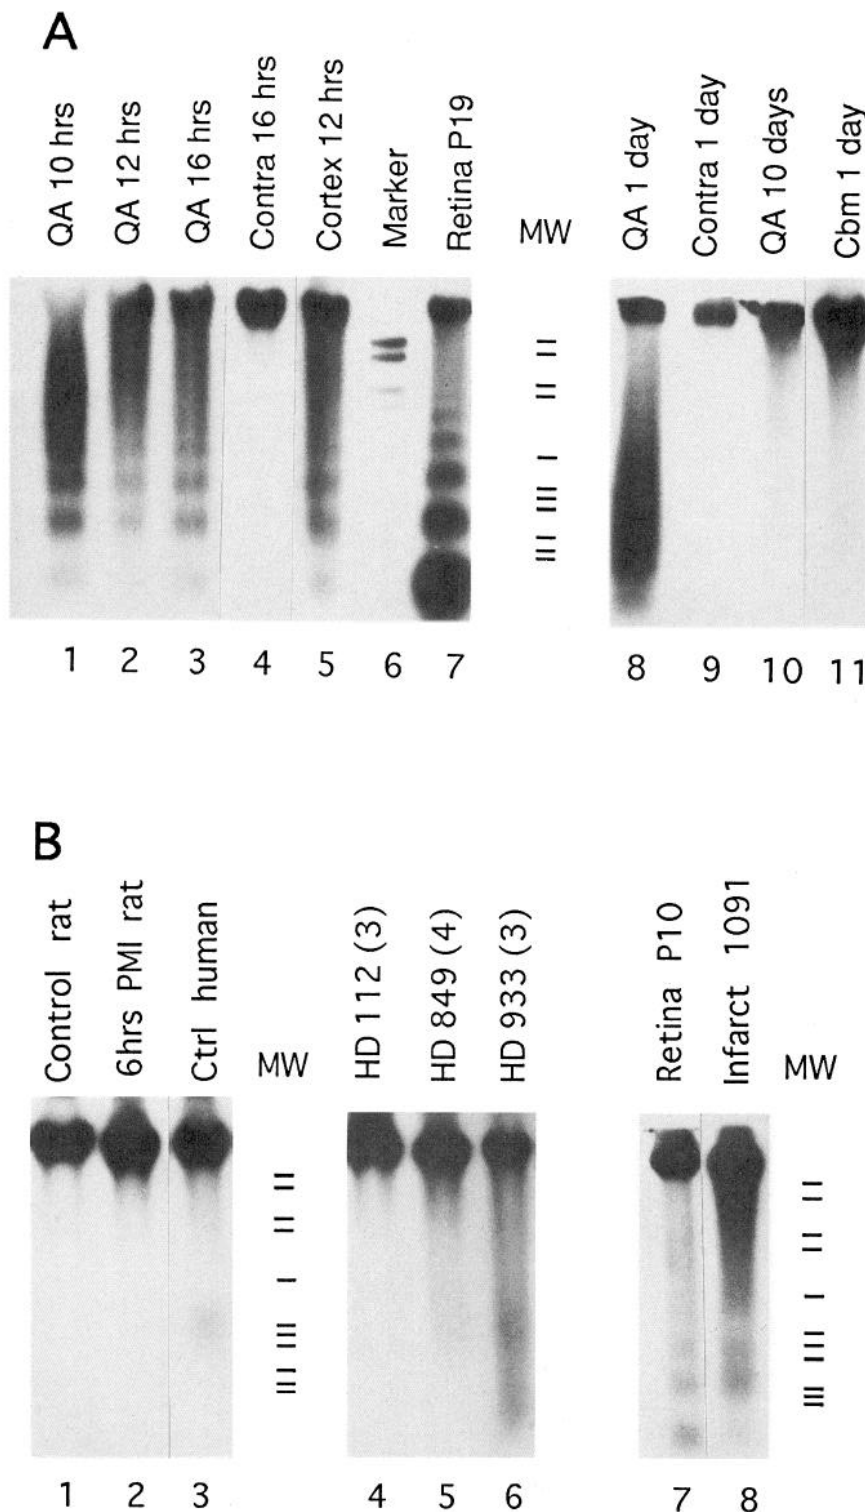 A
QA 10 hrs
QA 12 hrs
QA 16 hrs
Contra 16 hrs
Cortex 12 hrs
Marker
Retina P19
MW
QA 1 day
Contra 1 day
QA 10 days
Cbm 1 day
1 2 3 4 5 6 7 8 9 10 11
B
Control rat
6hrs PMI rat
Ctrl human
MW
HD 112 (3)
HD 849 (4)
HD 933 (3)
Retina P10
Infarct 1091
MW
1 2 3 4 5 6 7 8